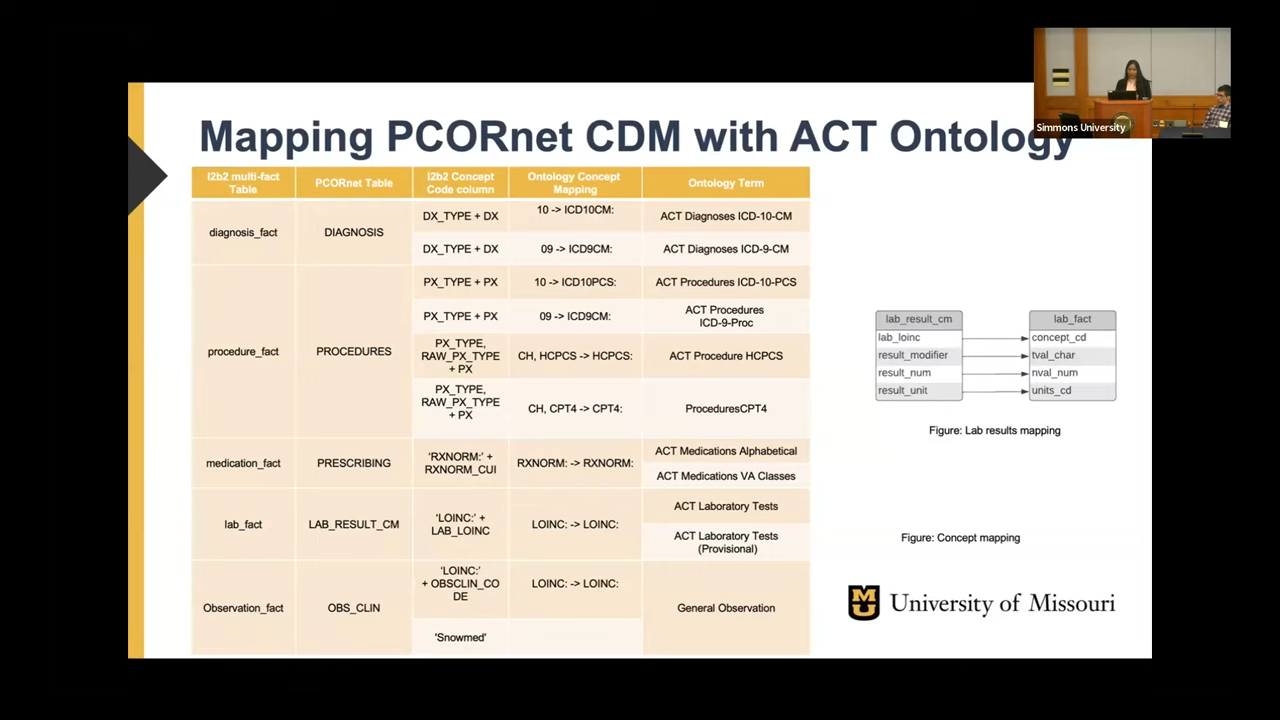 Simmons University
Mapping PCORnet CDM with ACT Ontology
I2b2 multi-fact
Table
PCORnet Table
I2b2 Concept
Code column
Ontology Concept
Mapping
Ontology Term
diagnosis_fact
DIAGNOSIS
DX_TYPE + DX
10 -> ICD10CM:
ACT Diagnoses ICD-10-CM
DX_TYPE + DX
09 -> ICD9CM:
ACT Diagnoses ICD-9-CM
procedure_fact
PROCEDURES
PX_TYPE + PX
10 -> ICD10PCS:
ACT Procedures ICD-10-PCS
PX_TYPE + PX
09 -> ICD9CM:
ACT Procedures
ICD-9-Proc
PX_TYPE,
RAW_PX_TYPE
+ PX
CH, HCPCS -> HCPCS:
ACT Procedure HCPCS
PX_TYPE,
RAW_PX_TYPE
+ PX
CH, CPT4 -> CPT4:
ProceduresCPT4
medication_fact
PRESCRIBING
'RXNORM:' +
RXNORM_CUI
RXNORM: -> RXNORM:
ACT Medications Alphabetical
ACT Medications VA Classes
lab_fact
LAB_RESULT_CM
'LOINC:' +
LAB_LOINC
LOINC: -> LOINC:
ACT Laboratory Tests
ACT Laboratory Tests
(Provisional)
Observation_fact
OBS_CLIN
'LOINC:'
+ OBSCLIN_CO
DE
LOINC: -> LOINC:
General Observation
'Snowmed'
lab_result_cm
lab_loinc
result_modifier
result_num
result_unit
lab_fact
concept_cd
tval_char
nval_num
units_cd
Figure: Lab results mapping
Figure: Concept mapping
MU
University of Missouri